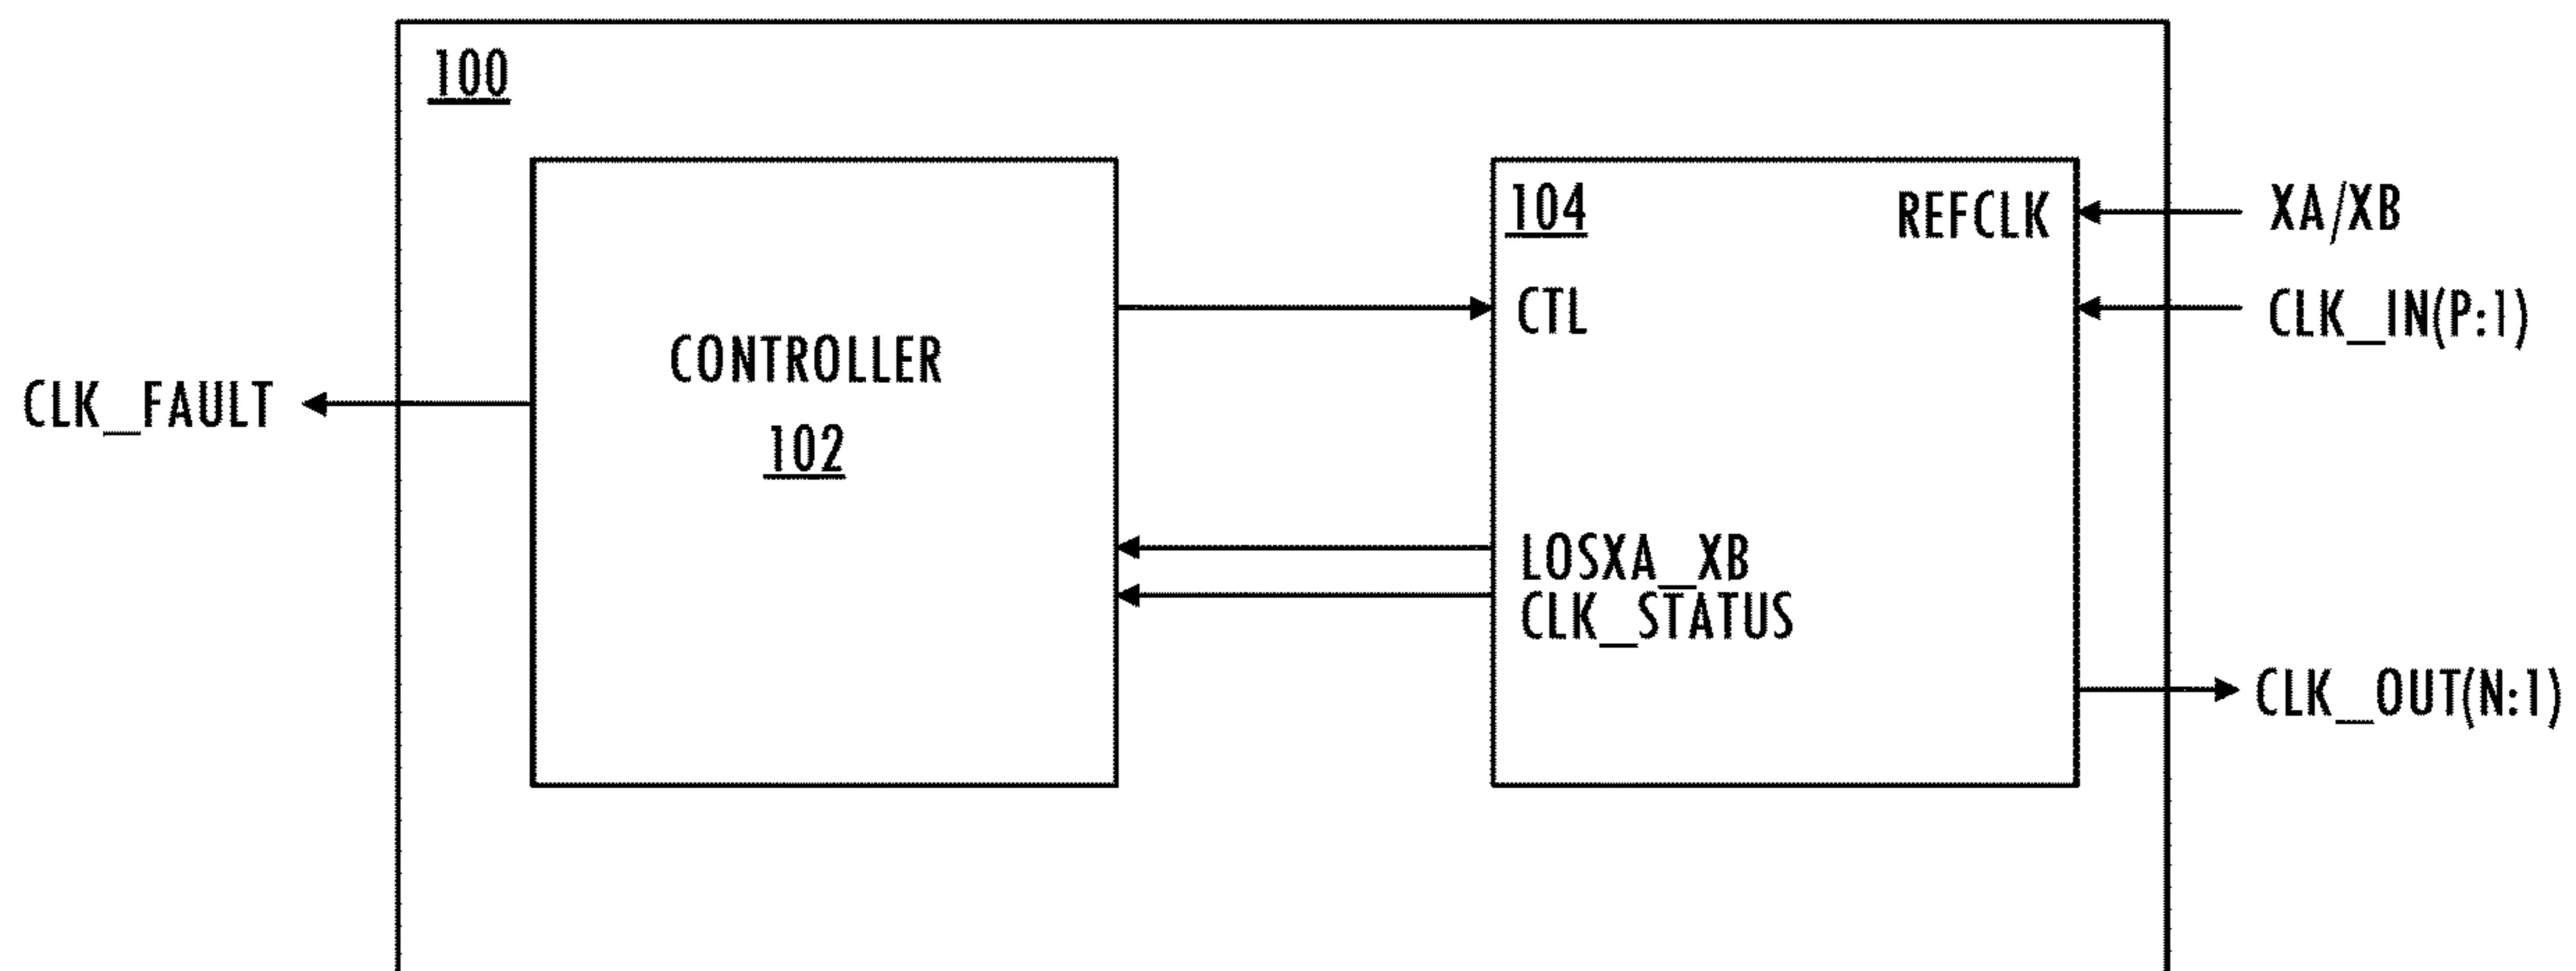 100
104
REFCLK
XA/XB
CTL
CLK_IN(P:1)
CONTROLLER
CLK_FAULT
102
LOSXA_XB
CLK_STATUS
CLK_OUT(N:1)